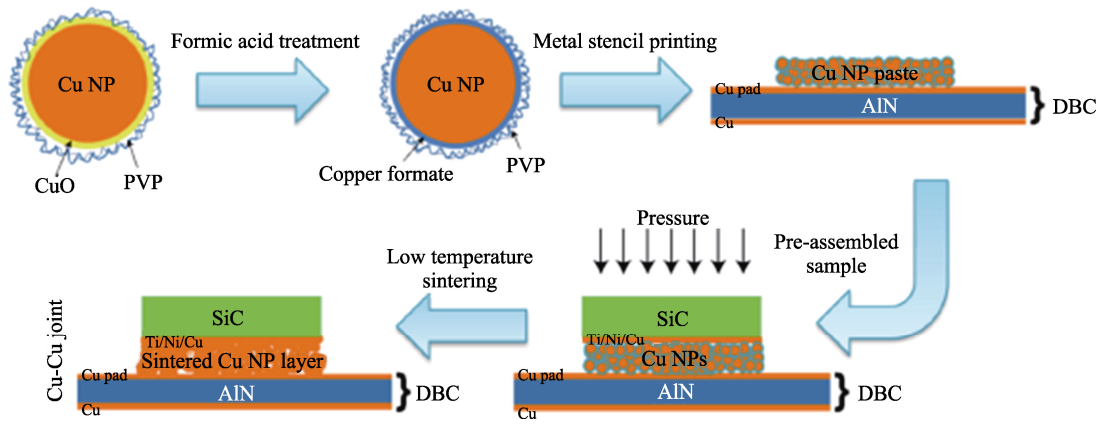 Formic acid treatment
Metal stencil printing
Cu NP
CuO
PVP
Cu NP
Copper formate
PVP
Cu NP paste
Cu pad
AlN
Cu
DBC
Pre-assembled
sample
Pressure
SiC
Ti/Ni/Cu
Cu NPs
Cu pad
AlN
Cu
DBC
Low temperature
sintering
Cu-Cu joint
SiC
Ti/Ni/Cu
Sintered Cu NP layer
Cu pad
AlN
Cu
DBC